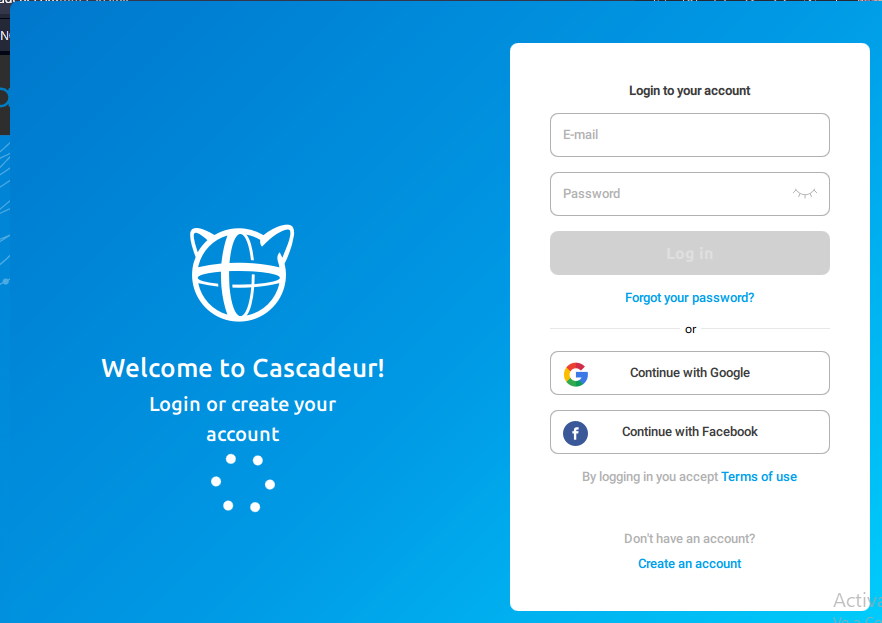 Welcome to Cascadeur!
Login or create your
account
Login to your account
E-mail
Password
Log in
Forgot your password?
or
Continue with Google
Continue with Facebook
By logging in you accept Terms of use
Don't have an account?
Create an account